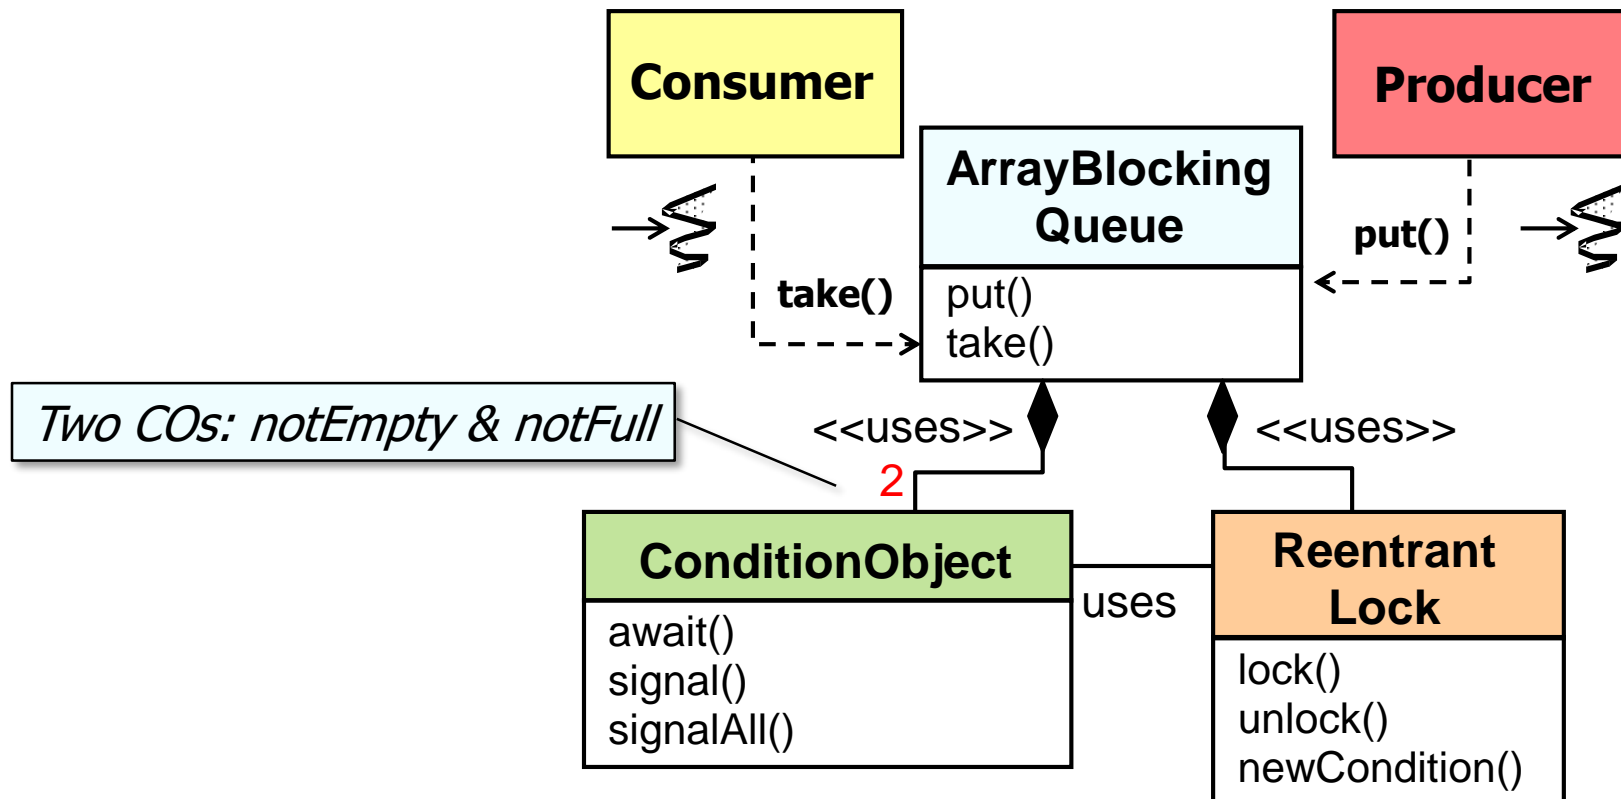 Consumer
Producer
ArrayBlocking
Queue
put()
take()
put()
take()
Two COs: notEmpty & notFull
<<uses>>
<<uses>>
2
ConditionObject
uses
Reentrant
Lock
await()
signal()
signalAll()
lock()
unlock()
newCondition()